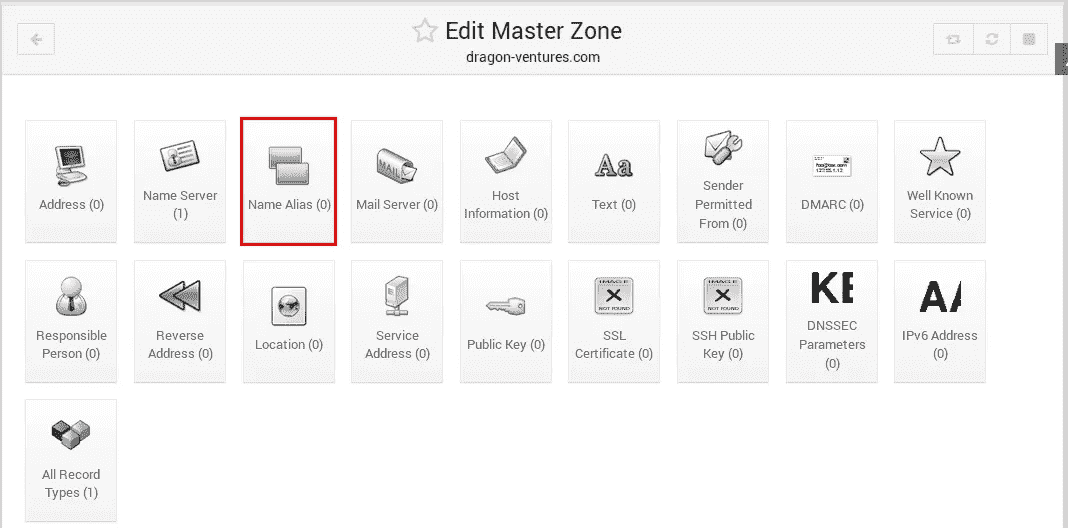 Edit Master Zone
dragon-ventures.com
Address (0)
Name Server
(1)
Name Alias (0)
MAIL
Mail Server (0)
Host
Information (0)
Aa
Text (0)
Sender
Permitted
From (0)
DMARC (0)
Well Known
Service (0)
Responsible
Person (0)
Reverse
Address (0)
Location (0)
Service
Address (0)
Public Key (0)
IMAGE
NOT FOUND
SSL
Certificate (0)
IMAGE
NOT FOUND
SSH Public
Key (0)
KE
DNSSEC
Parameters
(0)
AA
IPv6 Address
(0)
All Record
Types (1)